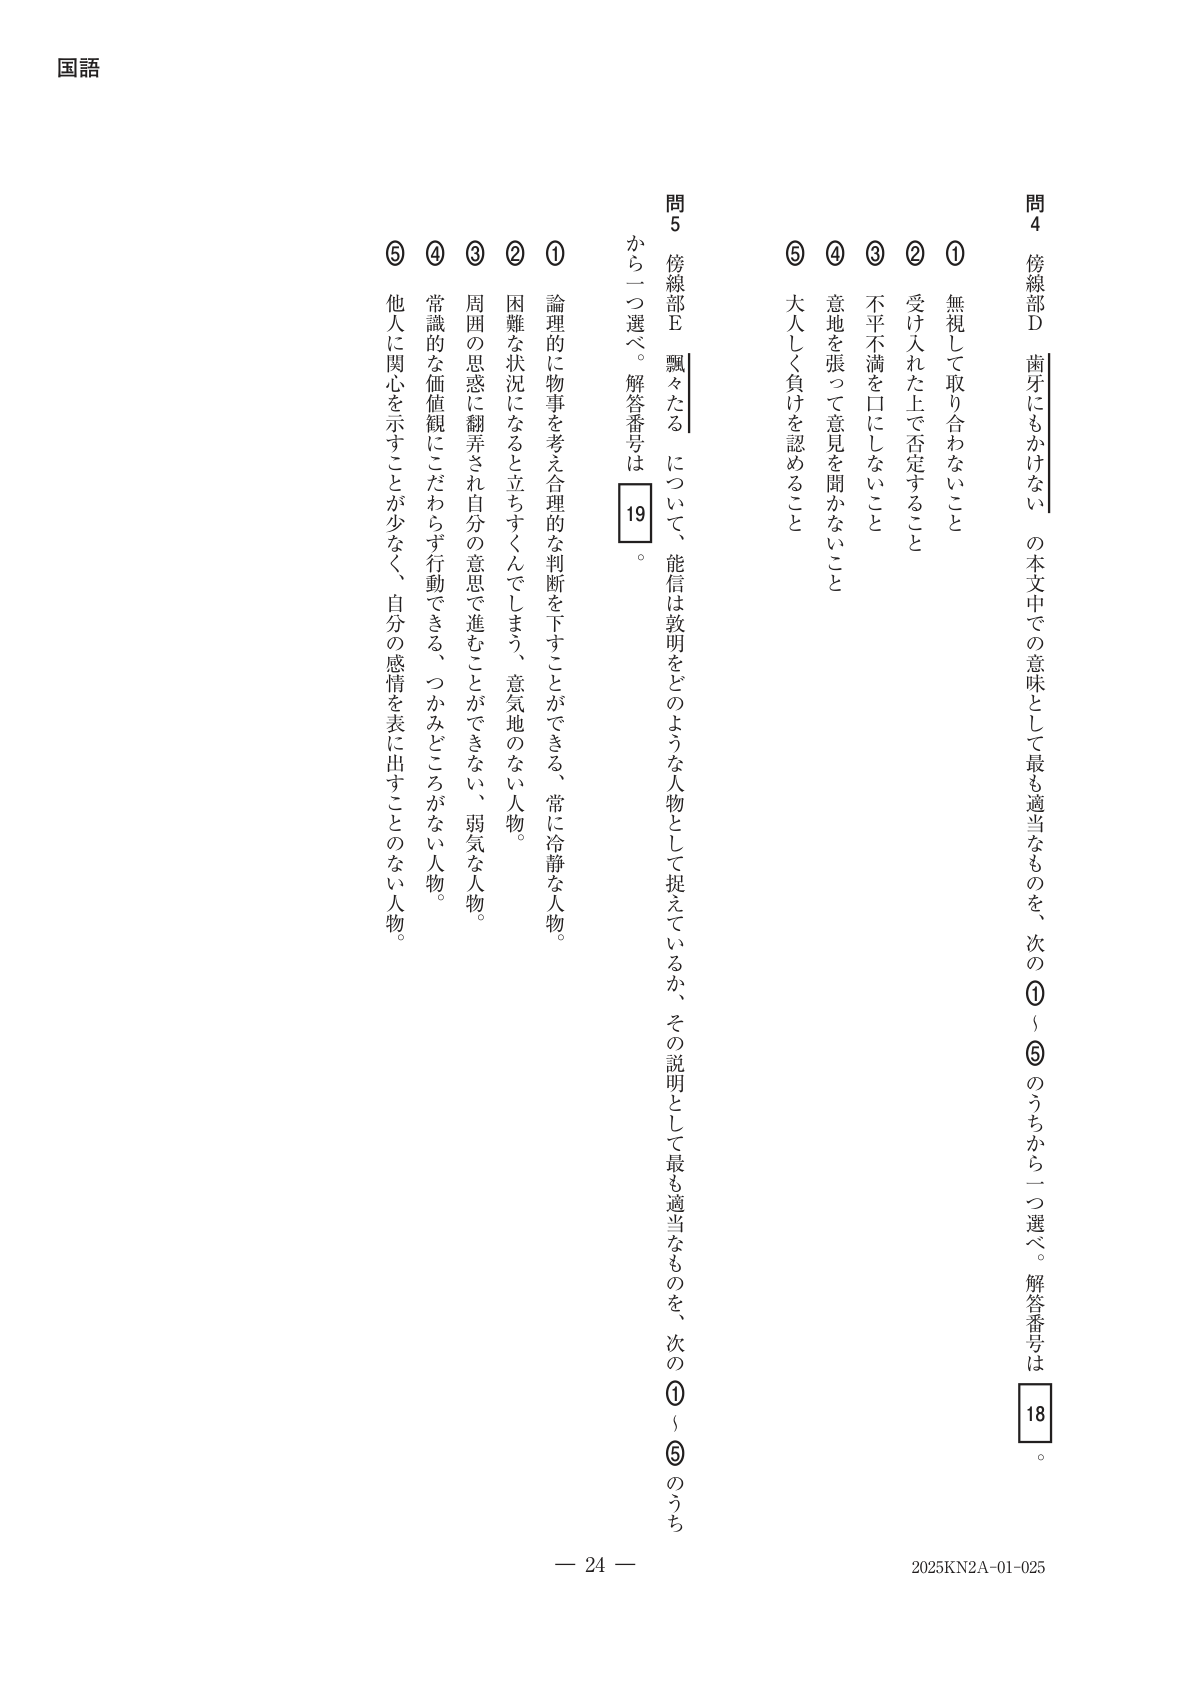 国語
問4　傍線部D　歯牙にもかけない　の本文中での意味として最も適当なものを、次の①～⑤のうちから一つ選べ。解答番号は 18 。
①　無視して取り合わないこと
②　受け入れた上で否定すること
③　不平不満を口にしないこと
④　意地を張って意見を聞かないこと
⑤　大人しく負けを認めること
問5　傍線部E　飄々たる　について、能信は敦明をどのような人物として捉えているか、その説明として最も適当なものを、次の①～⑤のうち
から一つ選べ。解答番号は 19 。
①　論理的に物事を考え合理的な判断を下すことができる、常に冷静な人物。
②　困難な状況になると立ちすくんでしまう、意気地のない人物。
③　周囲の思惑に翻弄され自分の意思で進むことができない、弱気な人物。
④　常識的な価値観にこだわらず行動できる、つかみどころがない人物。
⑤　他人に関心を示すことが少なく、自分の感情を表に出すことのない人物。
— 24 —
2025KN2A-01-025